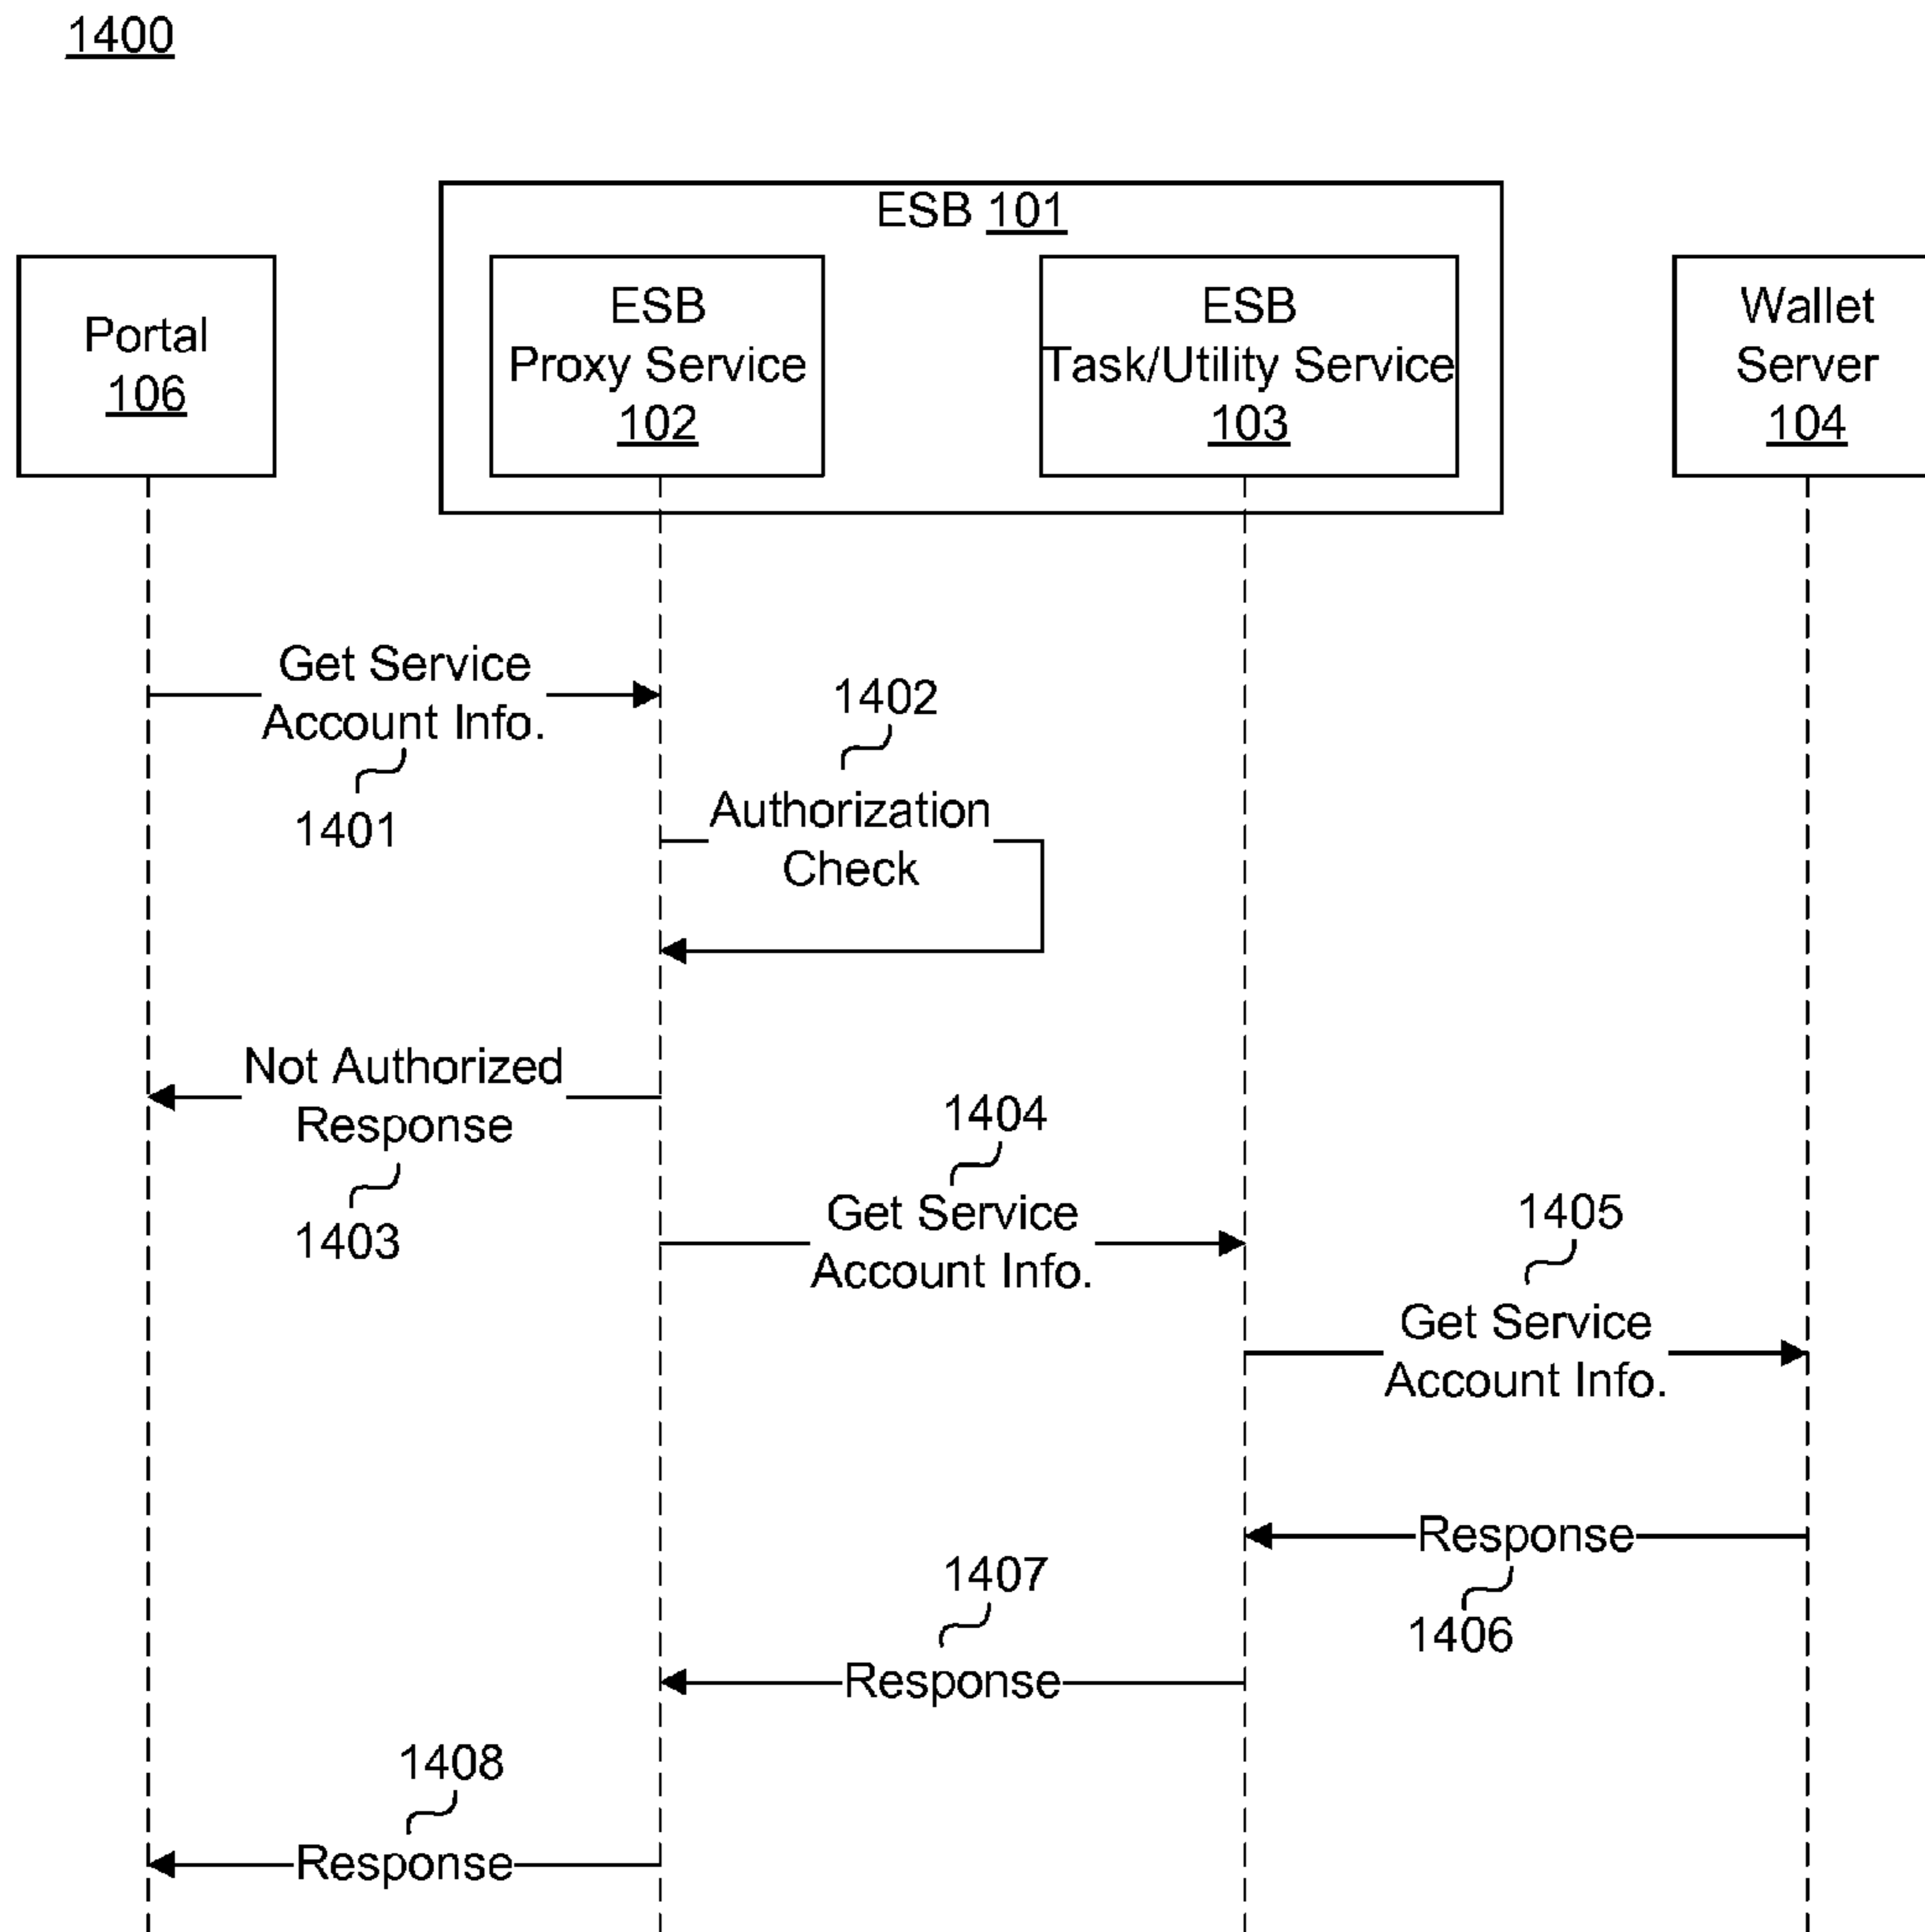 1400
ESB 101
Portal
106
ESB
Proxy Service
102
ESB
Task/Utility Service
103
Wallet
Server
104
Get Service
Account Info.
1401
1402
Authorization
Check
Not Authorized
Response
1403
1404
Get Service
Account Info.
1405
Get Service
Account Info.
Response
1406
1407
Response
1408
Response